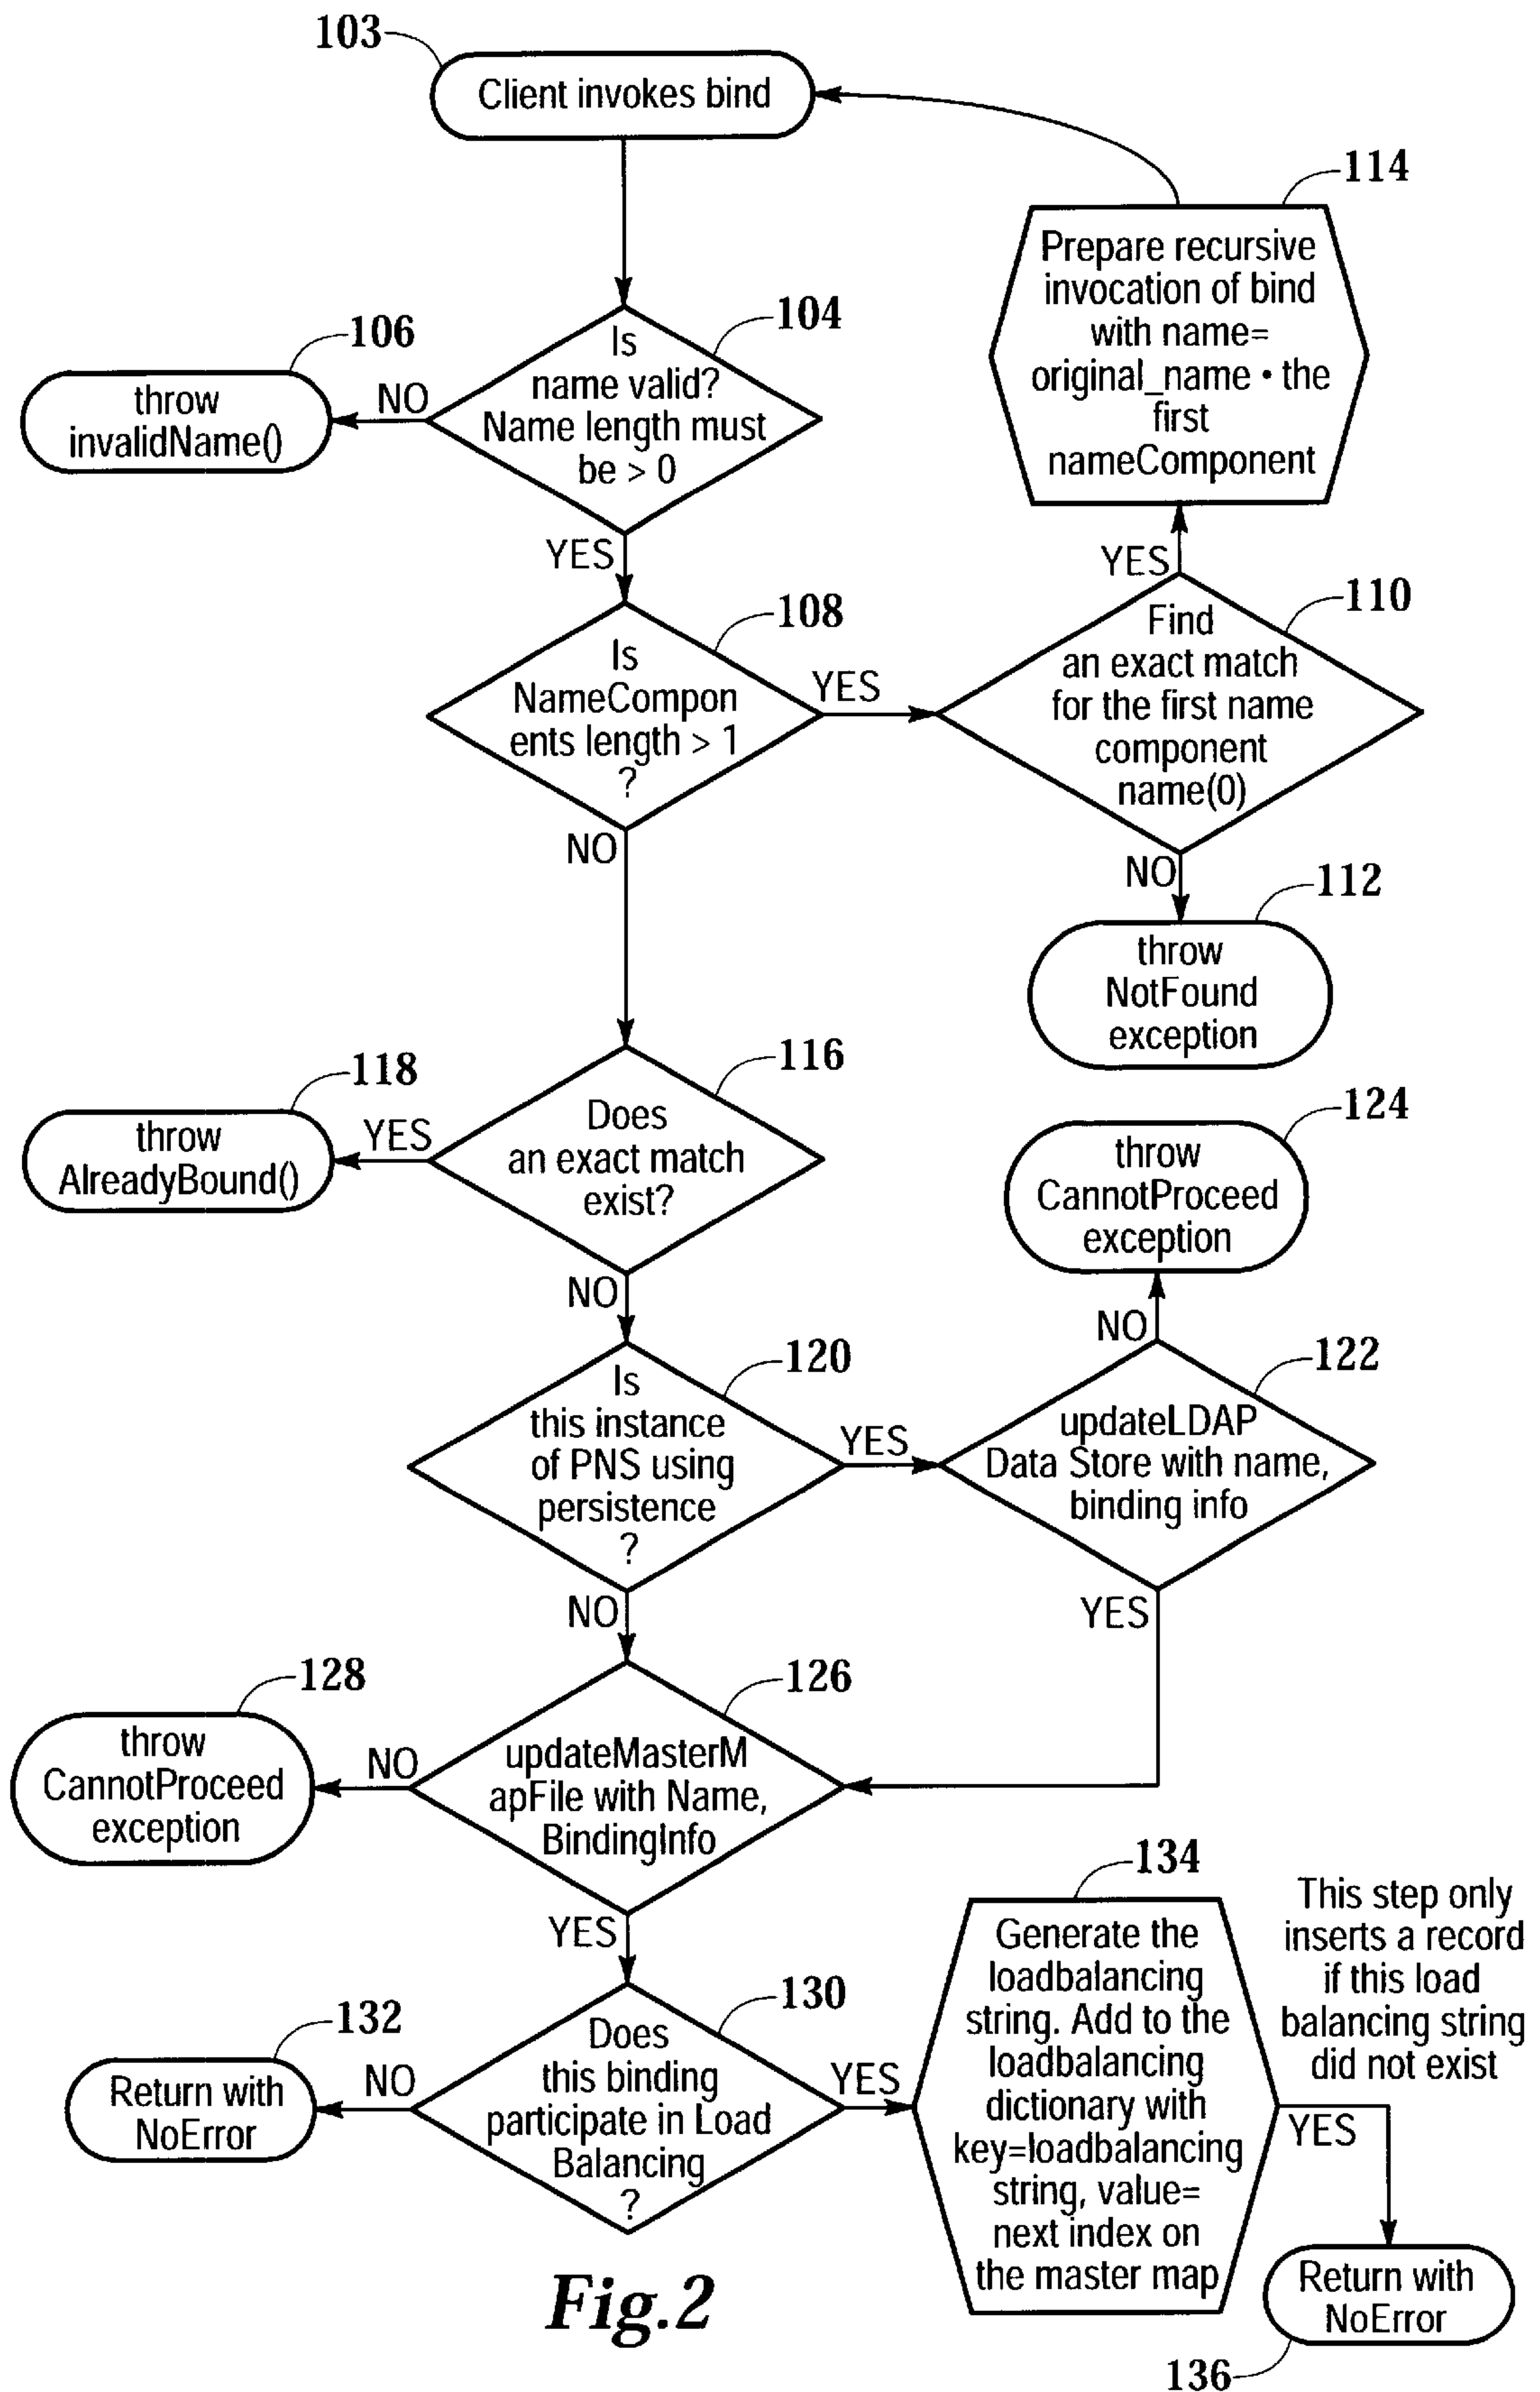 103
Client invokes bind
114
Prepare recursive
invocation of bind
with name=
original_name • the
first
nameComponent
104
Is
name valid?
Name length must
be > 0
106
throw
invalidName()
NO
YES
YES
108
Is
NameCompon
ents length > 1
?
YES
110
Find
an exact match
for the first name
component
name(0)
NO
NO
112
throw
NotFound
exception
116
Does
an exact match
exist?
118
throw
AlreadyBound()
YES
124
throw
CannotProceed
exception
NO
NO
120
Is
this instance
of PNS using
persistence
?
YES
122
updateLDAP
Data Store with name,
binding info
NO
YES
126
updateMasterM
apFile with Name,
BindingInfo
128
throw
CannotProceed
exception
NO
YES
130
Does
this binding
participate in Load
Balancing
?
132
Return with
NoError
NO
YES
134
Generate the
loadbalancing
string. Add to the
loadbalancing
dictionary with
key=loadbalancing
string, value=
next index on
the master map
This step only
inserts a record
if this load
balancing string
did not exist
YES
Return with
NoError
136
Fig.2